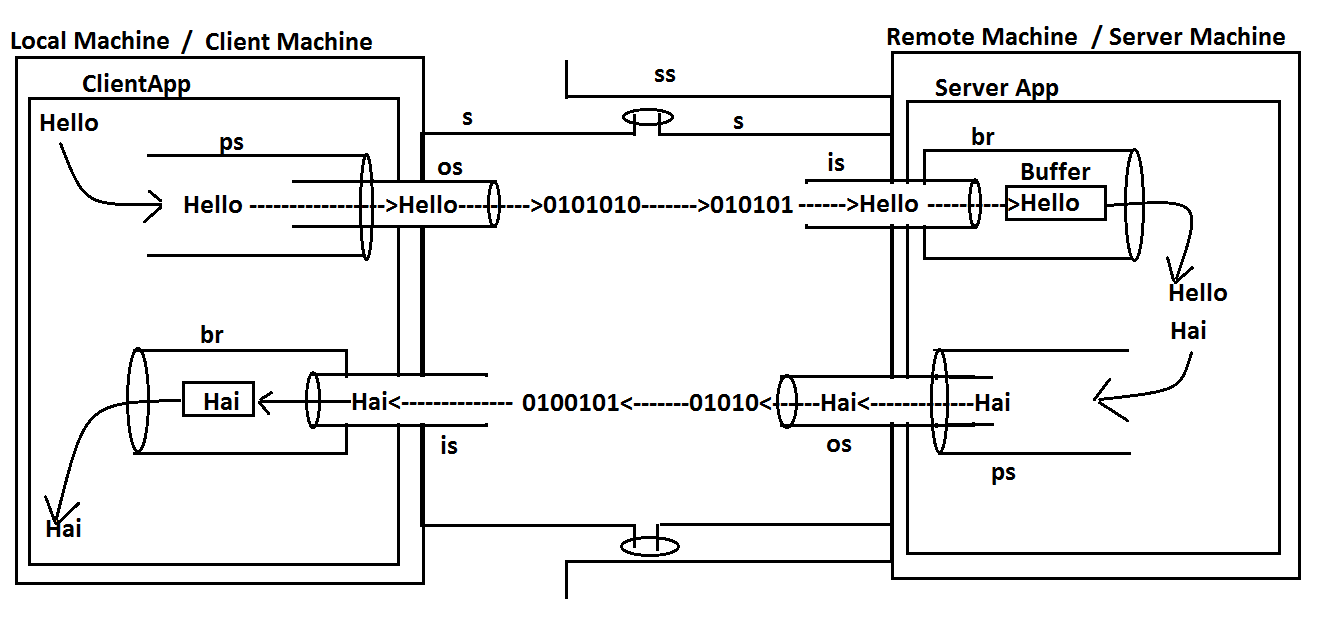 Local Machine / Client Machine
Remote Machine / Server Machine
ss
ClientApp
Server App
Hello
s
s
ps
br
os
is
Buffer
Hello ----------------->Hello--------->0101010------->010101 ------>Hello ---------->Hello
Hello
Hai
br
Hai
Hai<-------------- 0100101<-------01010<------Hai<-------------Hai
is
os
ps
Hai